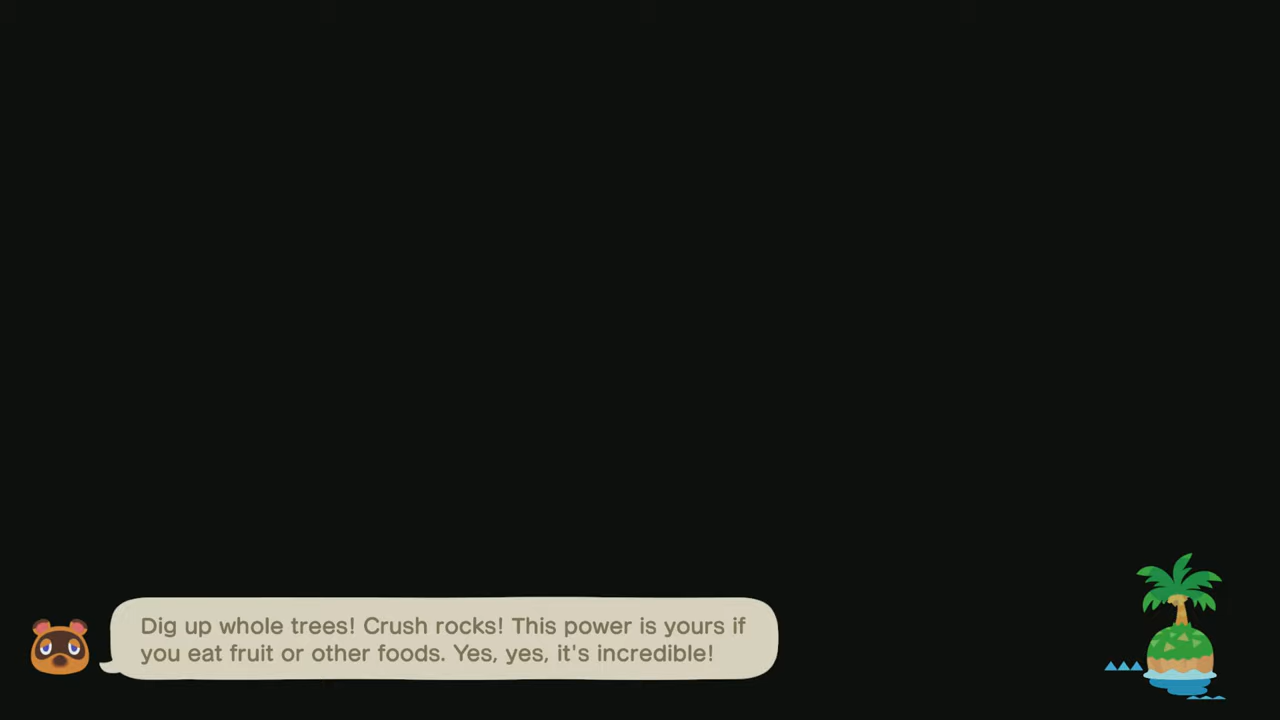 Dig up whole trees! Crush rocks! This power is yours if
you eat fruit or other foods. Yes, yes, it's incredible!